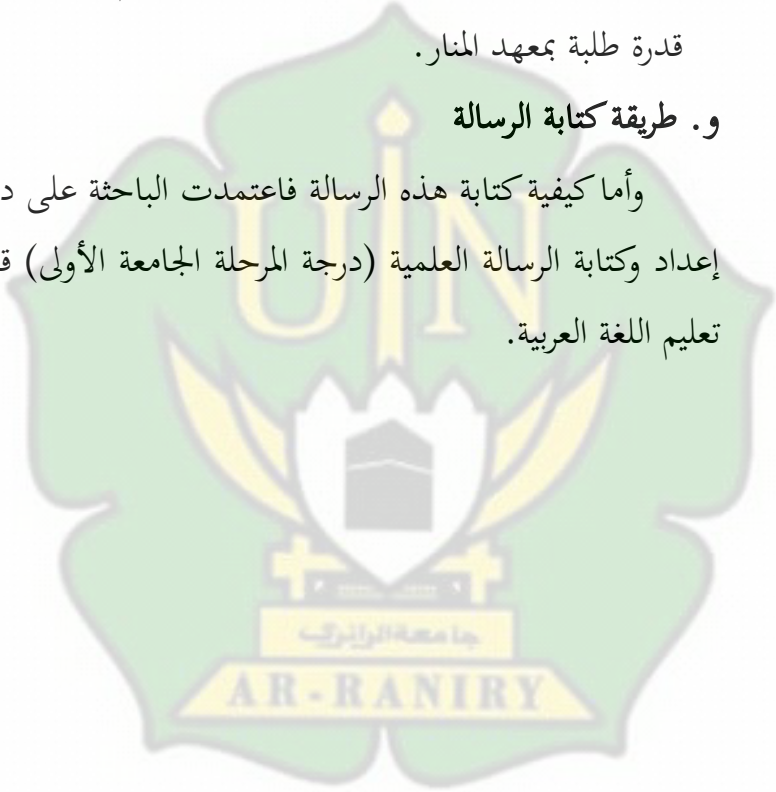 قدرة طلبة بمعهد المنار.
و. طريقة كتابة الرسالة
وأما كيفية كتابة هذه الرسالة فاعتمدت الباحثة على
إعداد وكتابة الرسالة العلمية (درجة المرحلة الجامعة الأولى)
تعليم اللغة العربية.
UIN
جامعة الرانري
AR-RANIRY